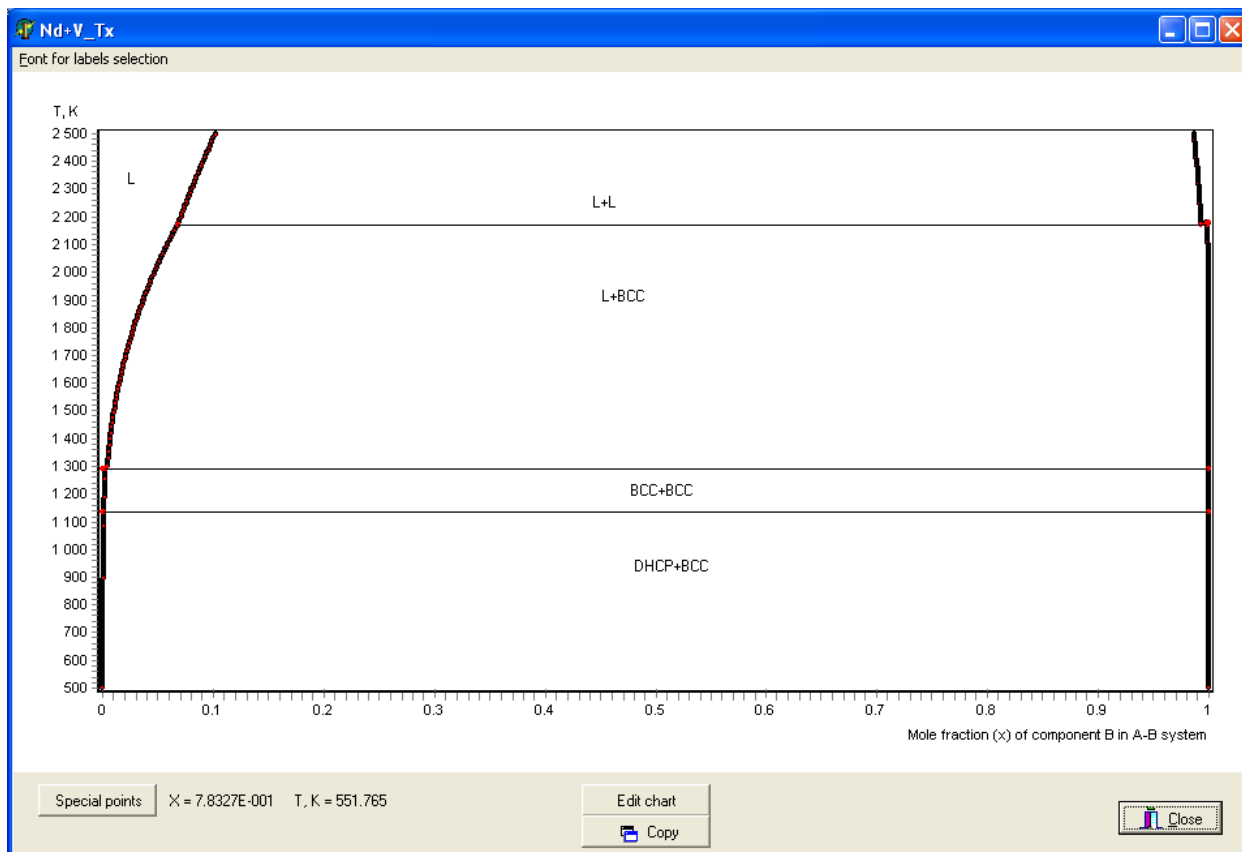 Nd+V_Tx
Font for labels selection
T, K
2 500
2 400
2 300
2 200
2 100
2 000
1 900
1 800
1 700
1 600
1 500
1 400
1 300
1 200
1 100
1 000
900
800
700
600
500
L
L+L
L+BCC
BCC+BCC
DHCP+BCC
0 0.1 0.2 0.3 0.4 0.5 0.6 0.7 0.8 0.9 1
Mole fraction (x) of component B in A-B system
Special points X = 7.8327E-001 T, K = 551.765 Edit chart
Copy
Close